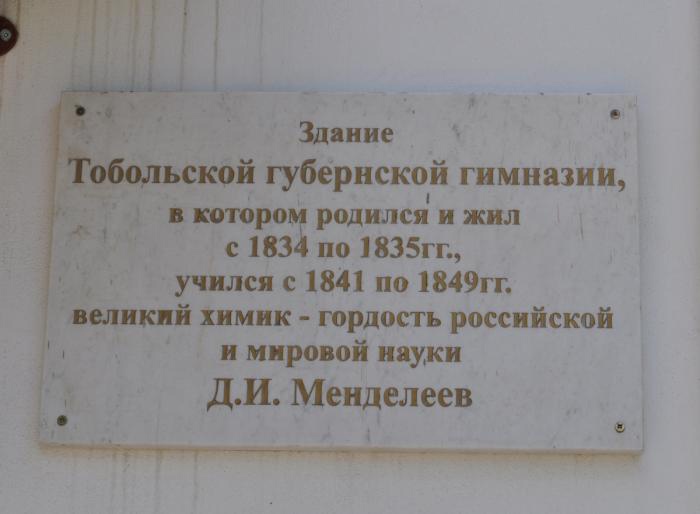 Здание
Тобольской губернской гимназии,
в котором родился и жил
с 1834 по 1835гг.,
учился с 1841 по 1849гг.
великий химик - гордость российской
и мировой науки
Д.И. Менделеев